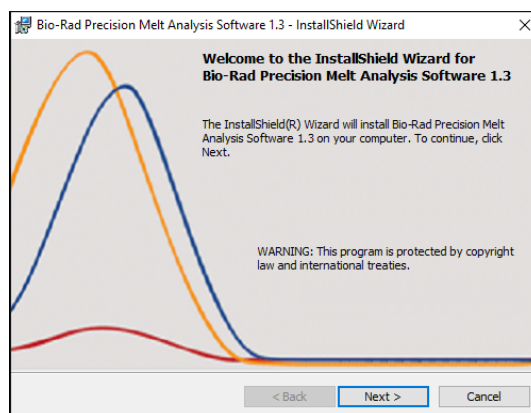 Bio-Rad Precision Melt Analysis Software 1.3 - InstallShield Wizard
Welcome to the InstallShield Wizard for
Bio-Rad Precision Melt Analysis Software 1.3
The InstallShield(R) Wizard will install Bio-Rad Precision Melt
Analysis Software 1.3 on your computer. To continue, click
Next.
WARNING: This program is protected by copyright
law and international treaties.
< Back
Next >
Cancel